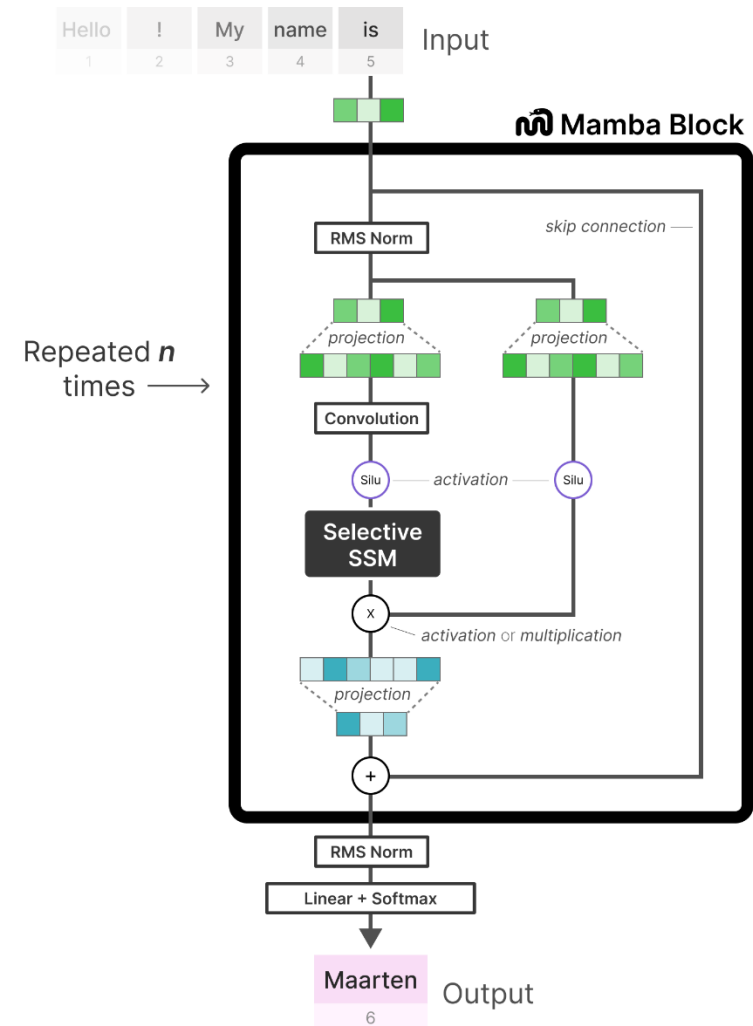 Hello ! My name is Input
1 2 3 4 5
Mamba Block
skip connection
RMS Norm
projection projection
Repeated n
times
Convolution
Silu activation Silu
Selective
SSM
x
activation or multiplication
projection
+
RMS Norm
Linear + Softmax
Maarten Output
6